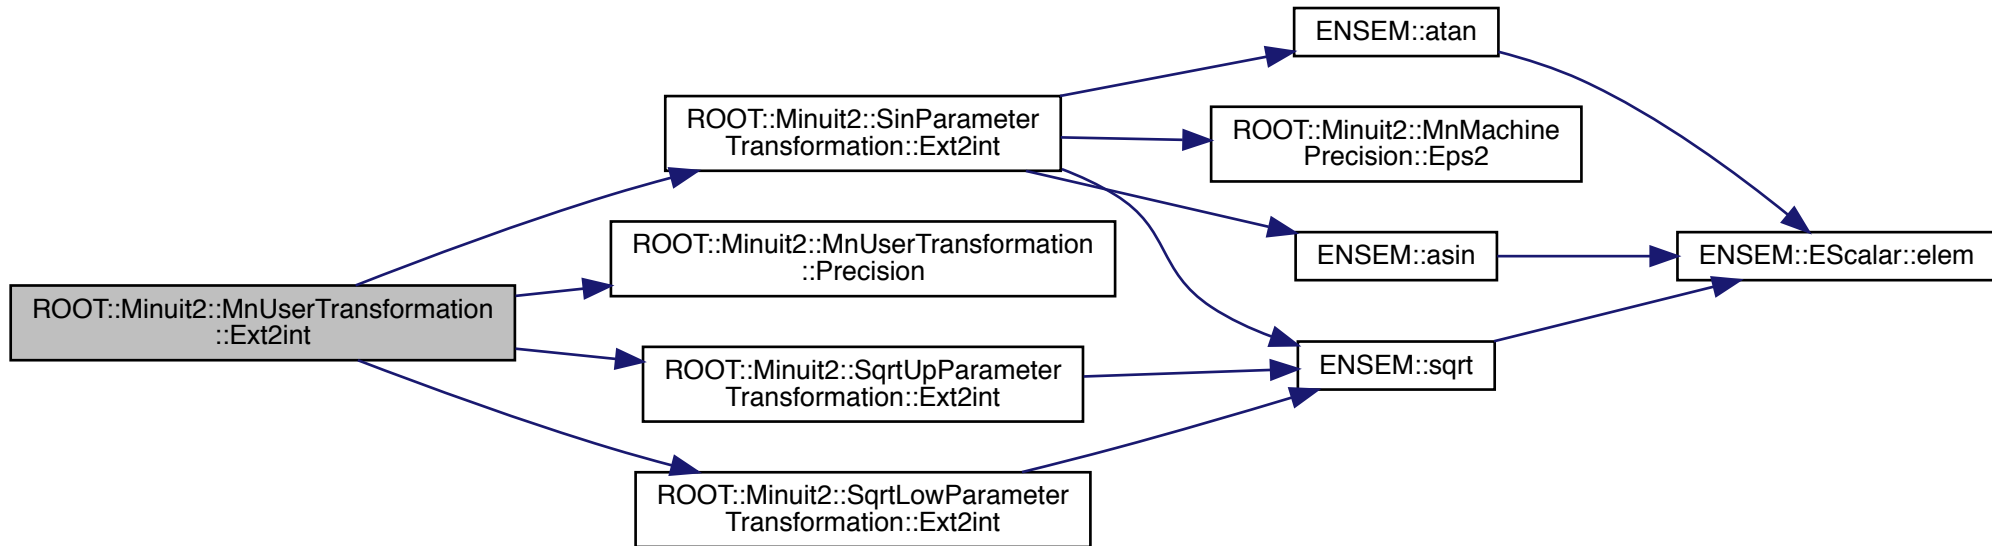 ROOT::Minuit2::MnUserTransformation
::Ext2int
ROOT::Minuit2::SinParameter
Transformation::Ext2int
ROOT::Minuit2::MnUserTransformation
::Precision
ROOT::Minuit2::SqrtUpParameter
Transformation::Ext2int
ROOT::Minuit2::SqrtLowParameter
Transformation::Ext2int
ENSEM::atan
ROOT::Minuit2::MnMachine
Precision::Eps2
ENSEM::asin
ENSEM::sqrt
ENSEM::EScalar::elem